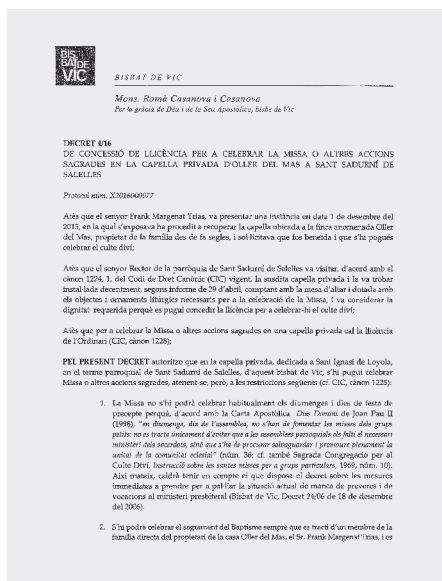 BIS
BAT DE
VIC
BISBAT DE VIC
Mons. Romà Casanova i Casanova
Per la gràcia de Déu i de la Seu Apostòlica, bisbe de Vic
DECRET 4/16
DE CONCESSIÓ DE LLICÈNCIA PER A CELEBRAR LA MISSA O ALTRES ACCIONS
SAGRADES EN LA CAPELLA PRIVADA D'OLLER DEL MAS A SANT SADURNÍ DE
SALELLES
Protocol núm. X2016000077
Atès que el senyor Frank Margenat Trias, va presentar una instància en data 1 de desembre del
2015, en la qual s'exposava ha procedit a recuperar la capella ubicada a la finca anomenada Oller
del Mas, propietat de la família des de fa segles, i sol·licitava que fos beneïda i que s'hi pogués
celebrar el culte diví;
Atès que el senyor Rector de la parròquia de Sant Sadurní de Salelles va visitar, d'acord amb el
cànon 1224, 1, del Codi de Dret Canònic (CIC) vigent, la susdita capella privada i la va trobar
instal·lada decentment, segons informe de 29 d'abril, comptant amb la mesa d'altar i dotada amb
els objectes i ornaments litúrgics necessaris per a la celebració de la Missa, i va considerar la
dignitat requerida perquè es pugui concedir la llicència per a celebrar-hi el culte diví;
Atès que per a celebrar la Missa o altres accions sagrades en una capella privada cal la llicència
de l'Ordinari (CIC, cànon 1228);
PEL PRESENT DECRET autoritzo que en la capella privada, dedicada a Sant Ignasi de Loyola,
en el terme parroquial de Sant Sadurní de Salelles, d'aquest bisbat de Vic, s'hi pugui celebrar
Missa o altres accions sagrades, atenent-se, però, a les restriccions següents (cf. CIC, cànon 1225):
1. La Missa no s'hi podrà celebrar habitualment els diumenges i dies de festa de
precepte perquè, d'acord amb la Carta Apostòlica Dies Domini de Joan Pau II
(1998), "en diumenge, dia de l'assemblea, no s'han de fomentar les misses dels grups
petits: no es tracta únicament d'evitar que a les assemblees parroquials els falti el necessari
ministeri dels sacerdots, sinó que s'ha de procurar salvaguardar i promoure plenament la
unitat de la comunitat eclesial" (núm. 36; cf. també Sagrada Congregació per al
Culte Diví, Instrucció sobre les santes misses per a grups particulars, 1969, núm. 10).
Així mateix, caldrà tenir en compte el que disposa el decret sobre les mesures
immediates a prendre per a pal·liar la situació actual de manca de preveres i de
vocacions al ministeri presbiteral (Bisbat de Vic, Decret 24/06 de 18 de desembre
del 2006).
2. S'hi podrà celebrar el sagrament del Baptisme sempre que es tracti d'un membre de la
família directa del propietari de la casa Oller del Mas, el Sr. Frank Margenat Trias, i es